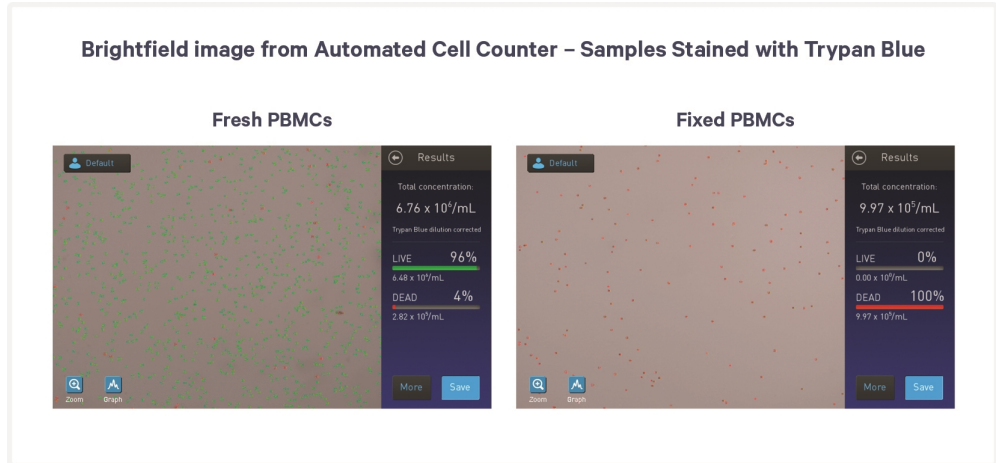 Brightfield image from Automated Cell Counter – Samples Stained with Trypan Blue
Fresh PBMCs
Default
Results
Total concentration:
6.76 x 10⁶/mL
Trypan Blue dilution corrected
LIVE 96%
6.48 x 10⁶/mL
DEAD 4%
2.82 x 10⁵/mL
Zoom
Graph
More
Save
Fixed PBMCs
Default
Results
Total concentration:
9.97 x 10⁵/mL
Trypan Blue dilution corrected
LIVE 0%
0.00 x 10⁰/mL
DEAD 100%
9.97 x 10⁵/mL
Zoom
Graph
More
Save